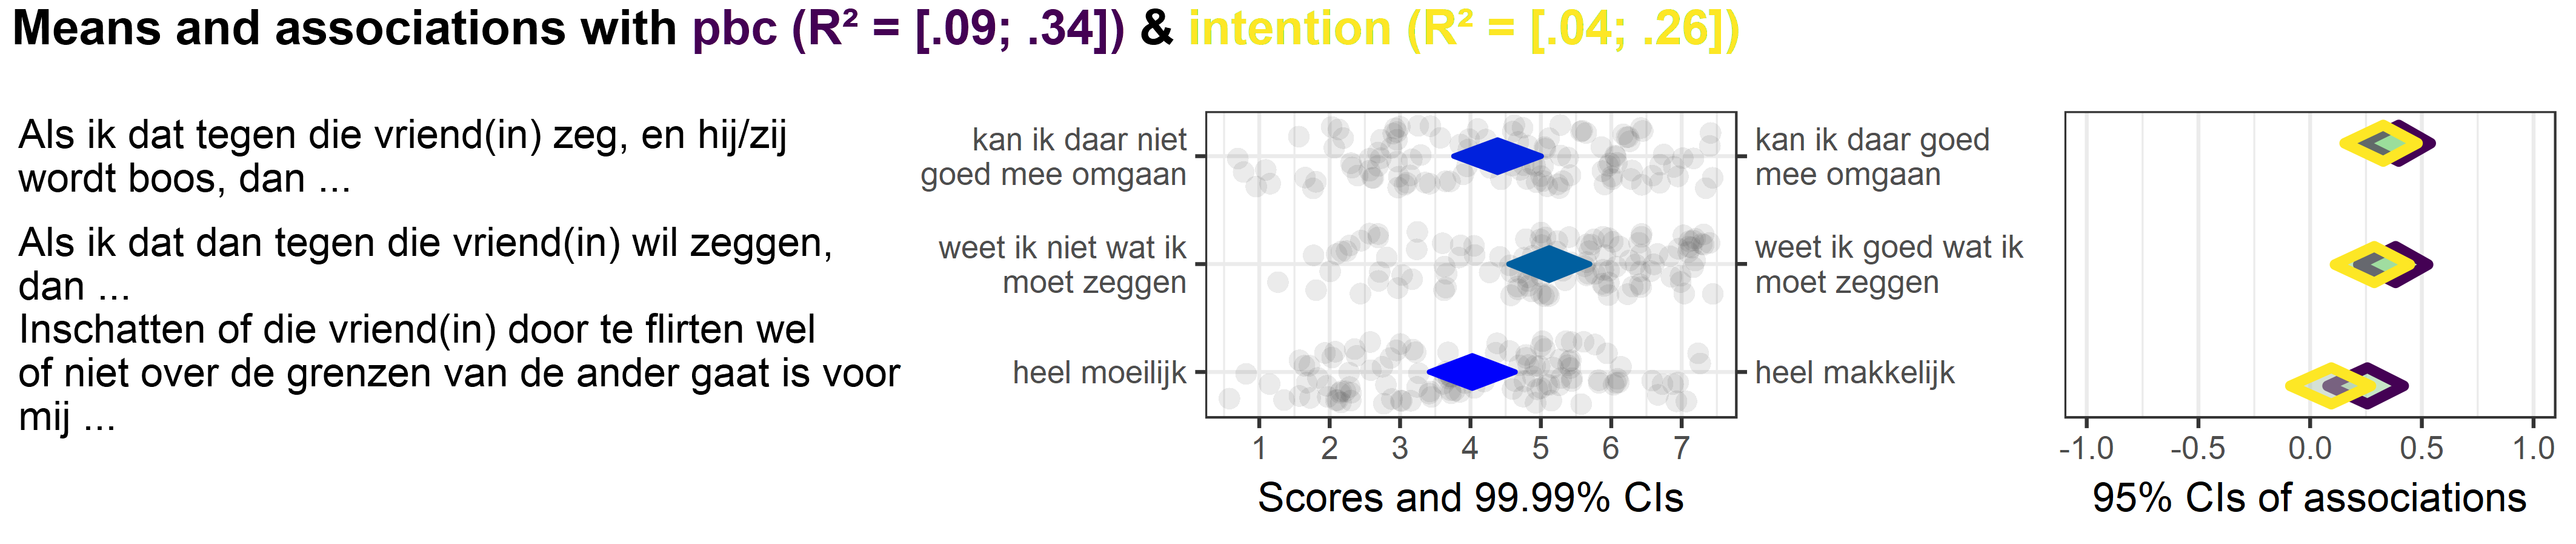 Means and associations with pbc (R² = [.09; .34]) & intention (R² = [.04; .26])
Als ik dat tegen die vriend(in) zeg, en hij/zij
wordt boos, dan ...
kan ik daar niet
goed mee omgaan
kan ik daar goed
mee omgaan
Als ik dat dan tegen die vriend(in) wil zeggen,
dan ...
weet ik niet wat ik
moet zeggen
weet ik goed wat ik
moet zeggen
Inschatten of die vriend(in) door te flirten wel
of niet over de grenzen van de ander gaat is voor
mij ...
heel moeilijk
heel makkelijk
1 2 3 4 5 6 7
Scores and 99.99% CIs
-1.0 -0.5 0.0 0.5 1.0
95% CIs of associations